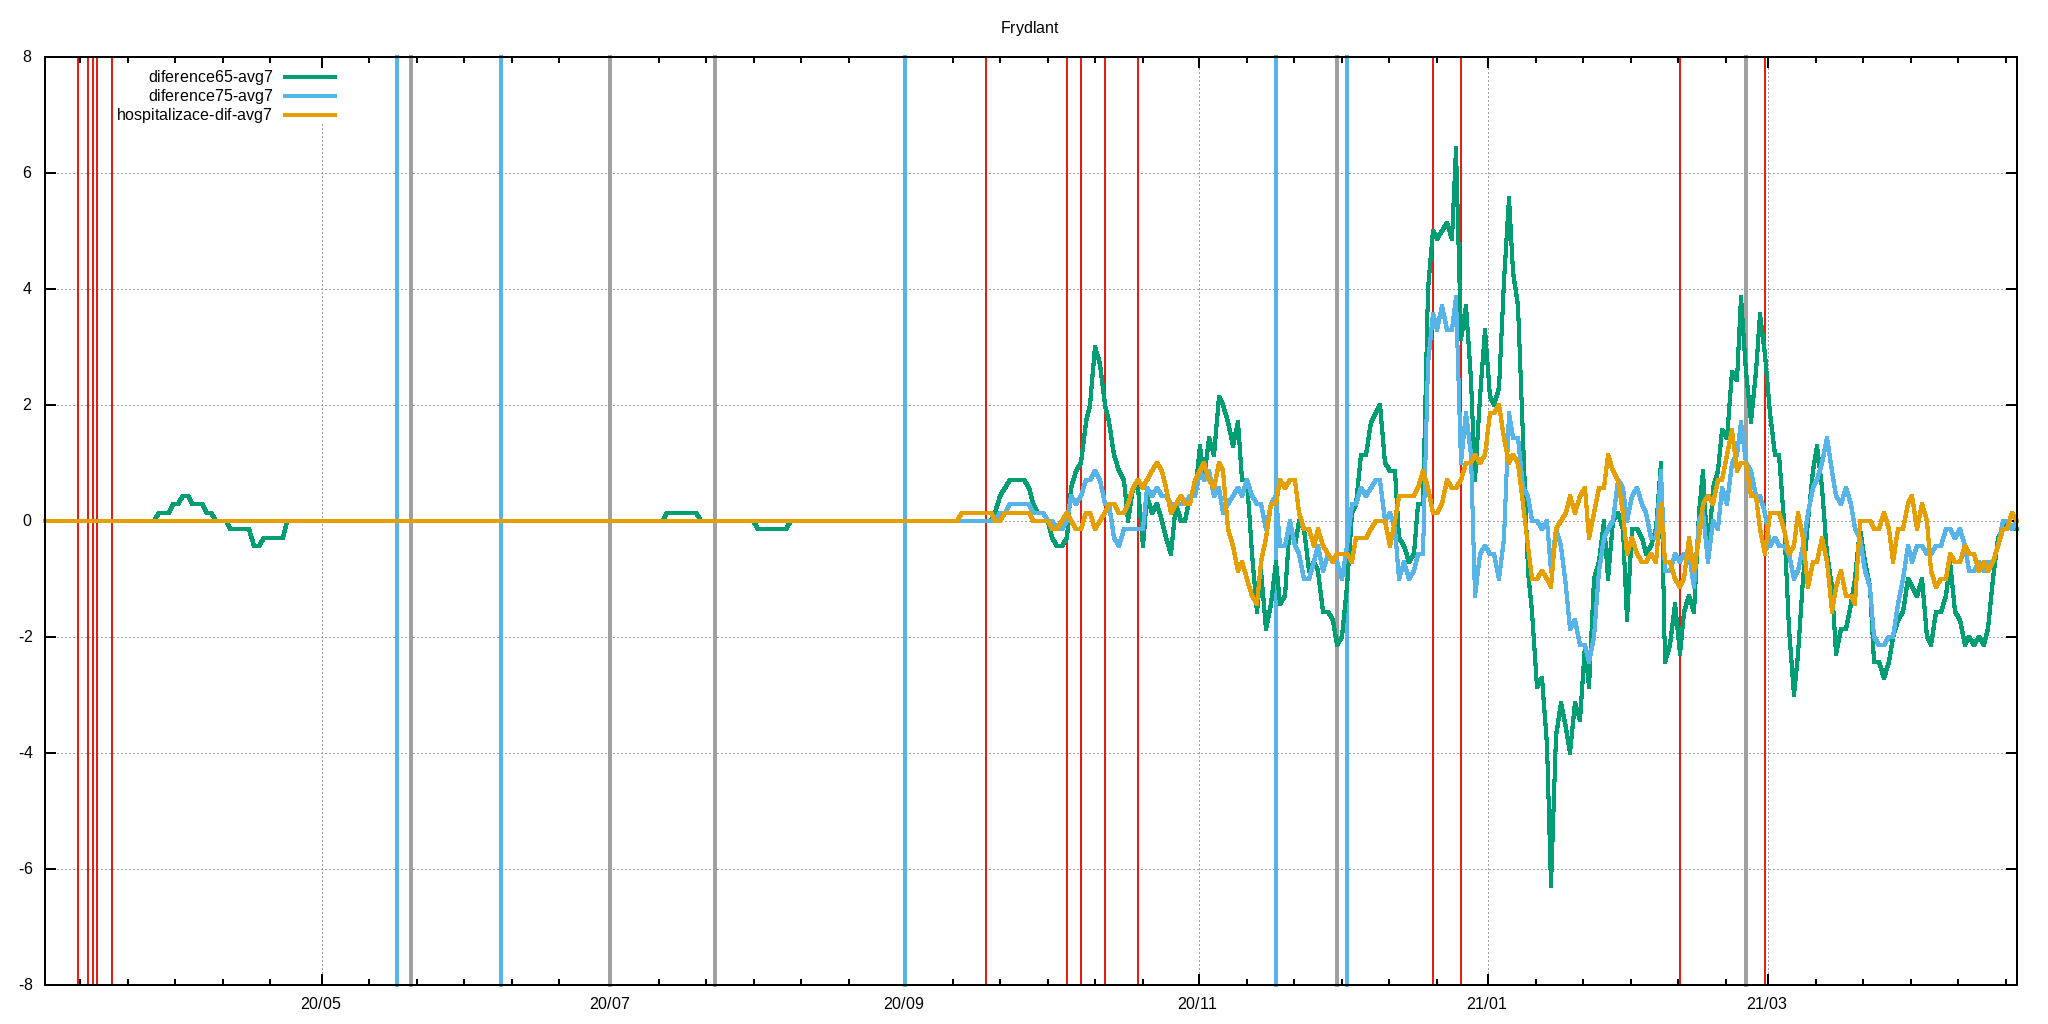 Frydlant
diference65-avg7
diference75-avg7
hospitalizace-dif-avg7
8
6
4
2
0
-2
-4
-6
-8
20/05 20/07 20/09 20/11 21/01 21/03